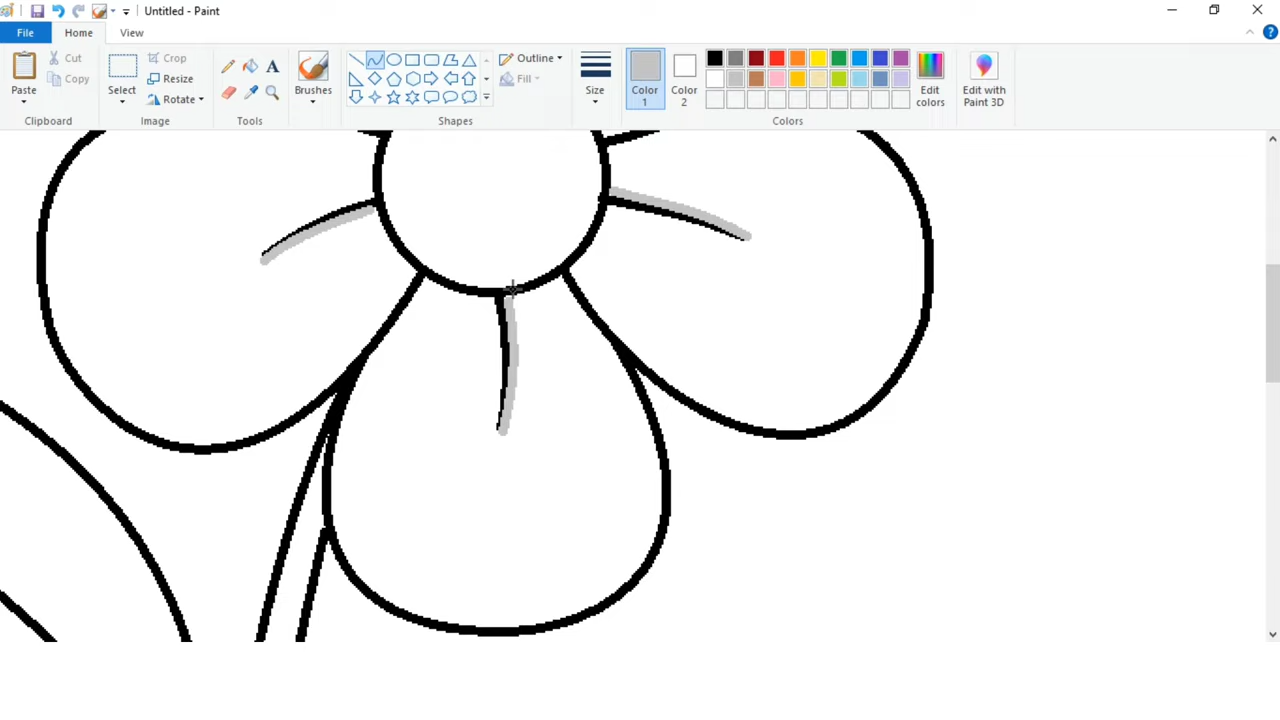 Untitled - Paint
File Home View
Paste
Cut
Copy
Clipboard
Select
Crop
Resize
Rotate
Image
A
Tools
Brushes
Shapes
Outline
Fill
Size
Color 1
Color 2
Edit colors
Colors
Edit with Paint 3D